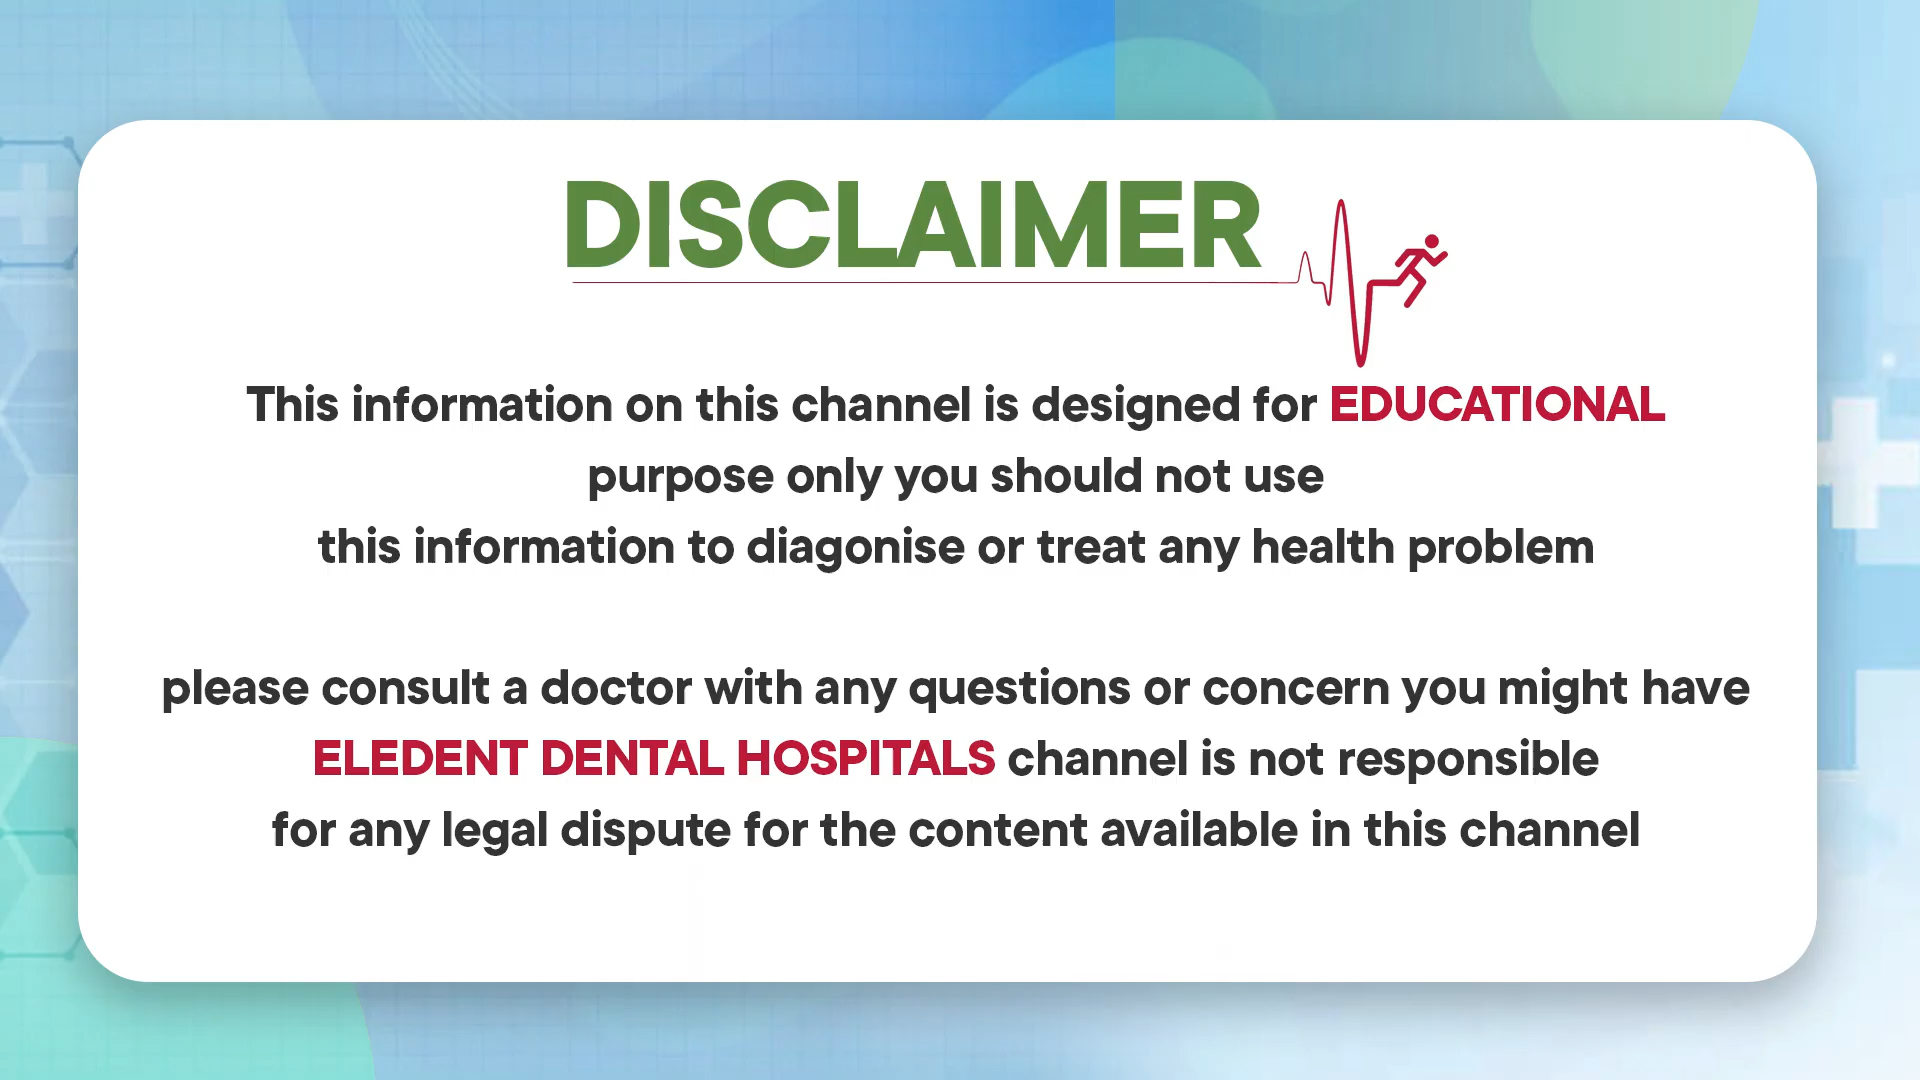 DISCLAIMER
This information on this channel is designed for EDUCATIONAL
purpose only you should not use
this information to diagonise or treat any health problem
please consult a doctor with any questions or concern you might have
ELEDENT DENTAL HOSPITALS channel is not responsible
for any legal dispute for the content available in this channel